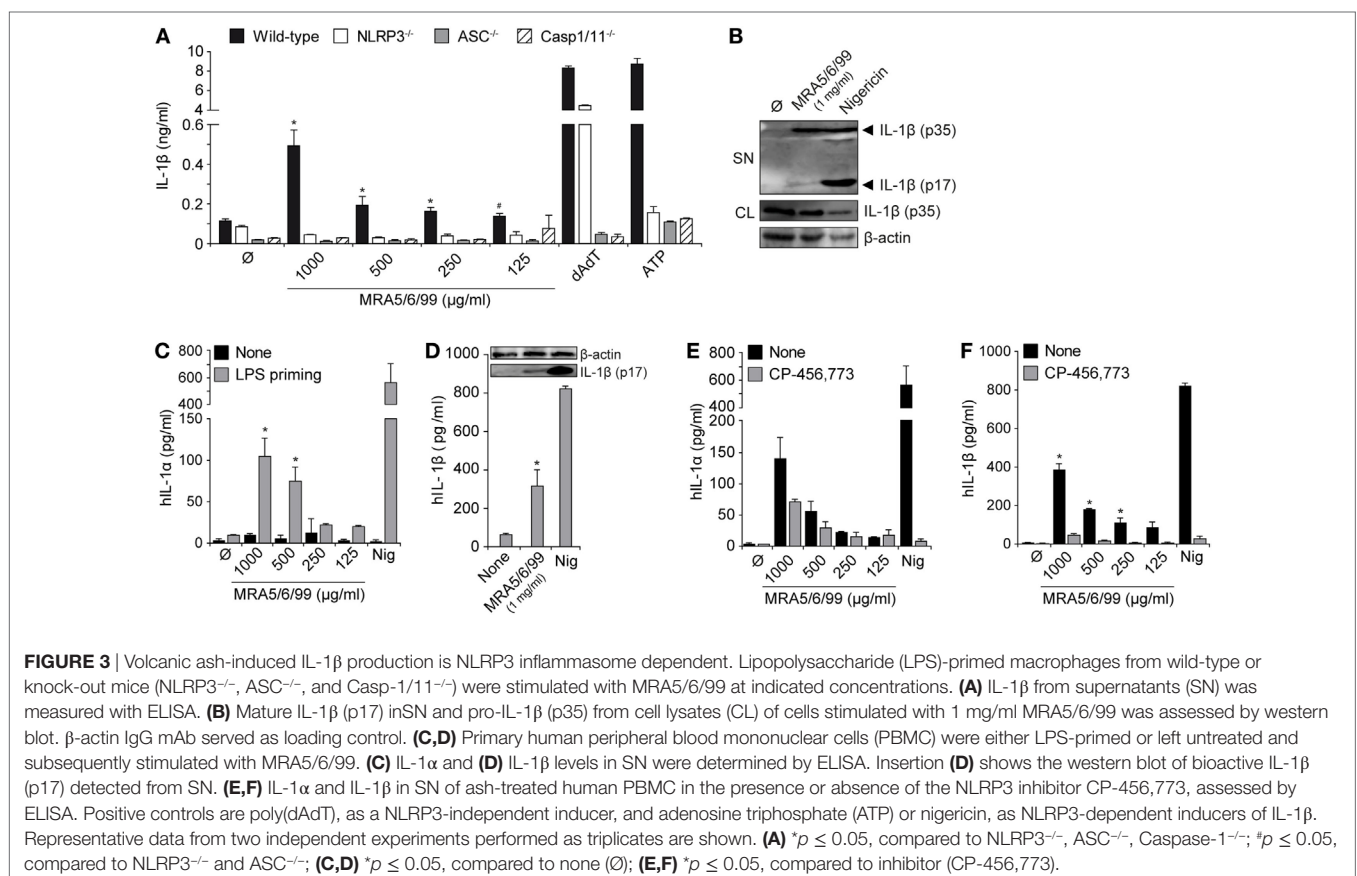 A
Wild-type NLRP3-/- ASC-/- Casp1/11-/-
10
8
6
4
0.6
0.4
0.2
0
IL-1β (ng/ml)
* * * #
Ø 1000 500 250 125 dAdT ATP
MRA5/6/99 (µg/ml)
B
Ø MRA5/6/99 (1 mg/ml) Nigericin
SN
IL-1β (p35)
IL-1β (p17)
CL IL-1β (p35)
β-actin
C
None
LPS priming
800
600
400
150
100
50
0
hIL-1α (pg/ml)
* *
Ø 1000 500 250 125 Nig
MRA5/6/99 (µg/ml)
D
β-actin
IL-1β (p17)
1000
800
600
400
200
0
hIL-1β (pg/ml)
*
None MRA5/6/99 (1 mg/ml) Nig
E
None
CP-456,773
800
600
400
200
150
100
50
0
hIL-1α (pg/ml)
Ø 1000 500 250 125 Nig
MRA5/6/99 (µg/ml)
F
None
CP-456,773
1000
800
600
400
200
0
hIL-1β (pg/ml)
* * *
Ø 1000 500 250 125 Nig
MRA5/6/99 (µg/ml)
FIGURE 3 | Volcanic ash-induced IL-1β production is NLRP3 inflammasome dependent. Lipopolysaccharide (LPS)-primed macrophages from wild-type or
knock-out mice (NLRP3−/−, ASC−/−, and Casp-1/11−/−) were stimulated with MRA5/6/99 at indicated concentrations. (A) IL-1β from supernatants (SN) was
measured with ELISA. (B) Mature IL-1β (p17) inSN and pro-IL-1β (p35) from cell lysates (CL) of cells stimulated with 1 mg/ml MRA5/6/99 was assessed by western
blot. β-actin IgG mAb served as loading control. (C,D) Primary human peripheral blood mononuclear cells (PBMC) were either LPS-primed or left untreated and
subsequently stimulated with MRA5/6/99. (C) IL-1α and (D) IL-1β levels in SN were determined by ELISA. Insertion (D) shows the western blot of bioactive IL-1β
(p17) detected from SN. (E,F) IL-1α and IL-1β in SN of ash-treated human PBMC in the presence or absence of the NLRP3 inhibitor CP-456,773, assessed by
ELISA. Positive controls are poly(dAdT), as a NLRP3-independent inducer, and adenosine triphosphate (ATP) or nigericin, as NLRP3-dependent inducers of IL-1β.
Representative data from two independent experiments performed as triplicates are shown. (A) *p ≤ 0.05, compared to NLRP3−/−, ASC−/−, Caspase-1−/−; #p ≤ 0.05,
compared to NLRP3−/− and ASC−/−; (C,D) *p ≤ 0.05, compared to none (Ø); (E,F) *p ≤ 0.05, compared to inhibitor (CP-456,773).